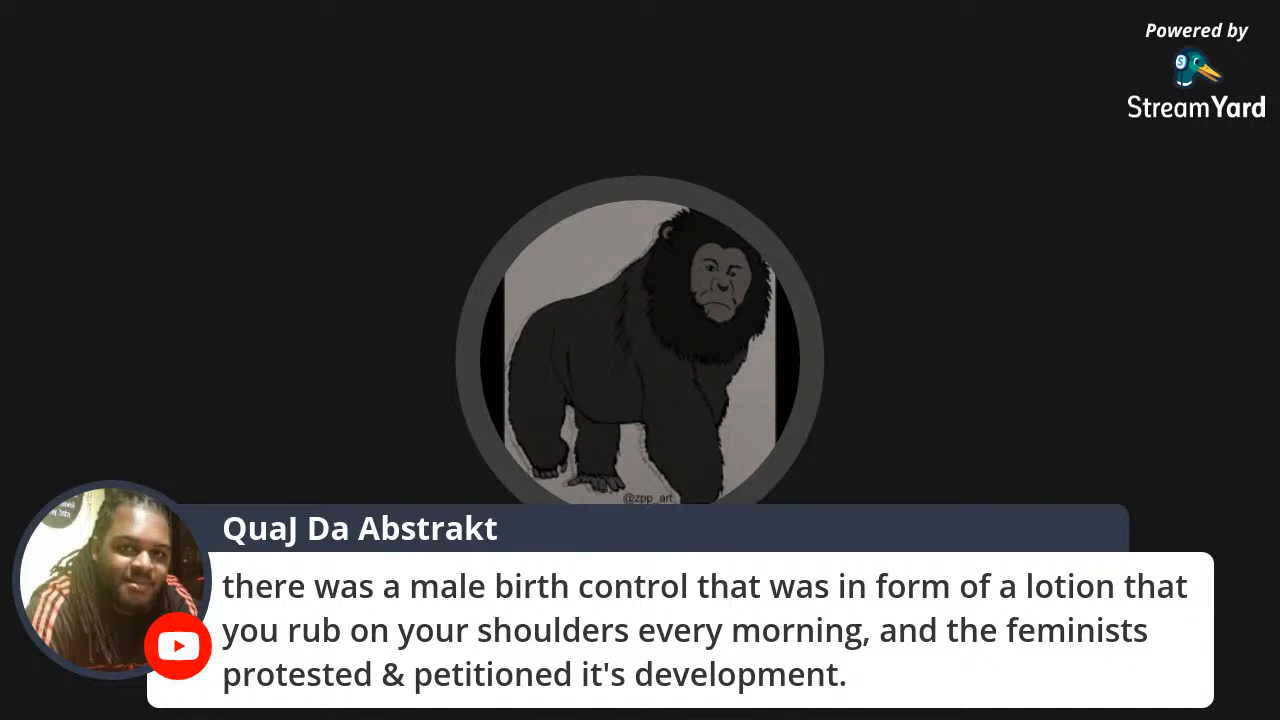 Powered by
StreamYard
@zpp_art
QuaJ Da Abstrakt
there was a male birth control that was in form of a lotion that
you rub on your shoulders every morning, and the feminists
protested & petitioned it's development.